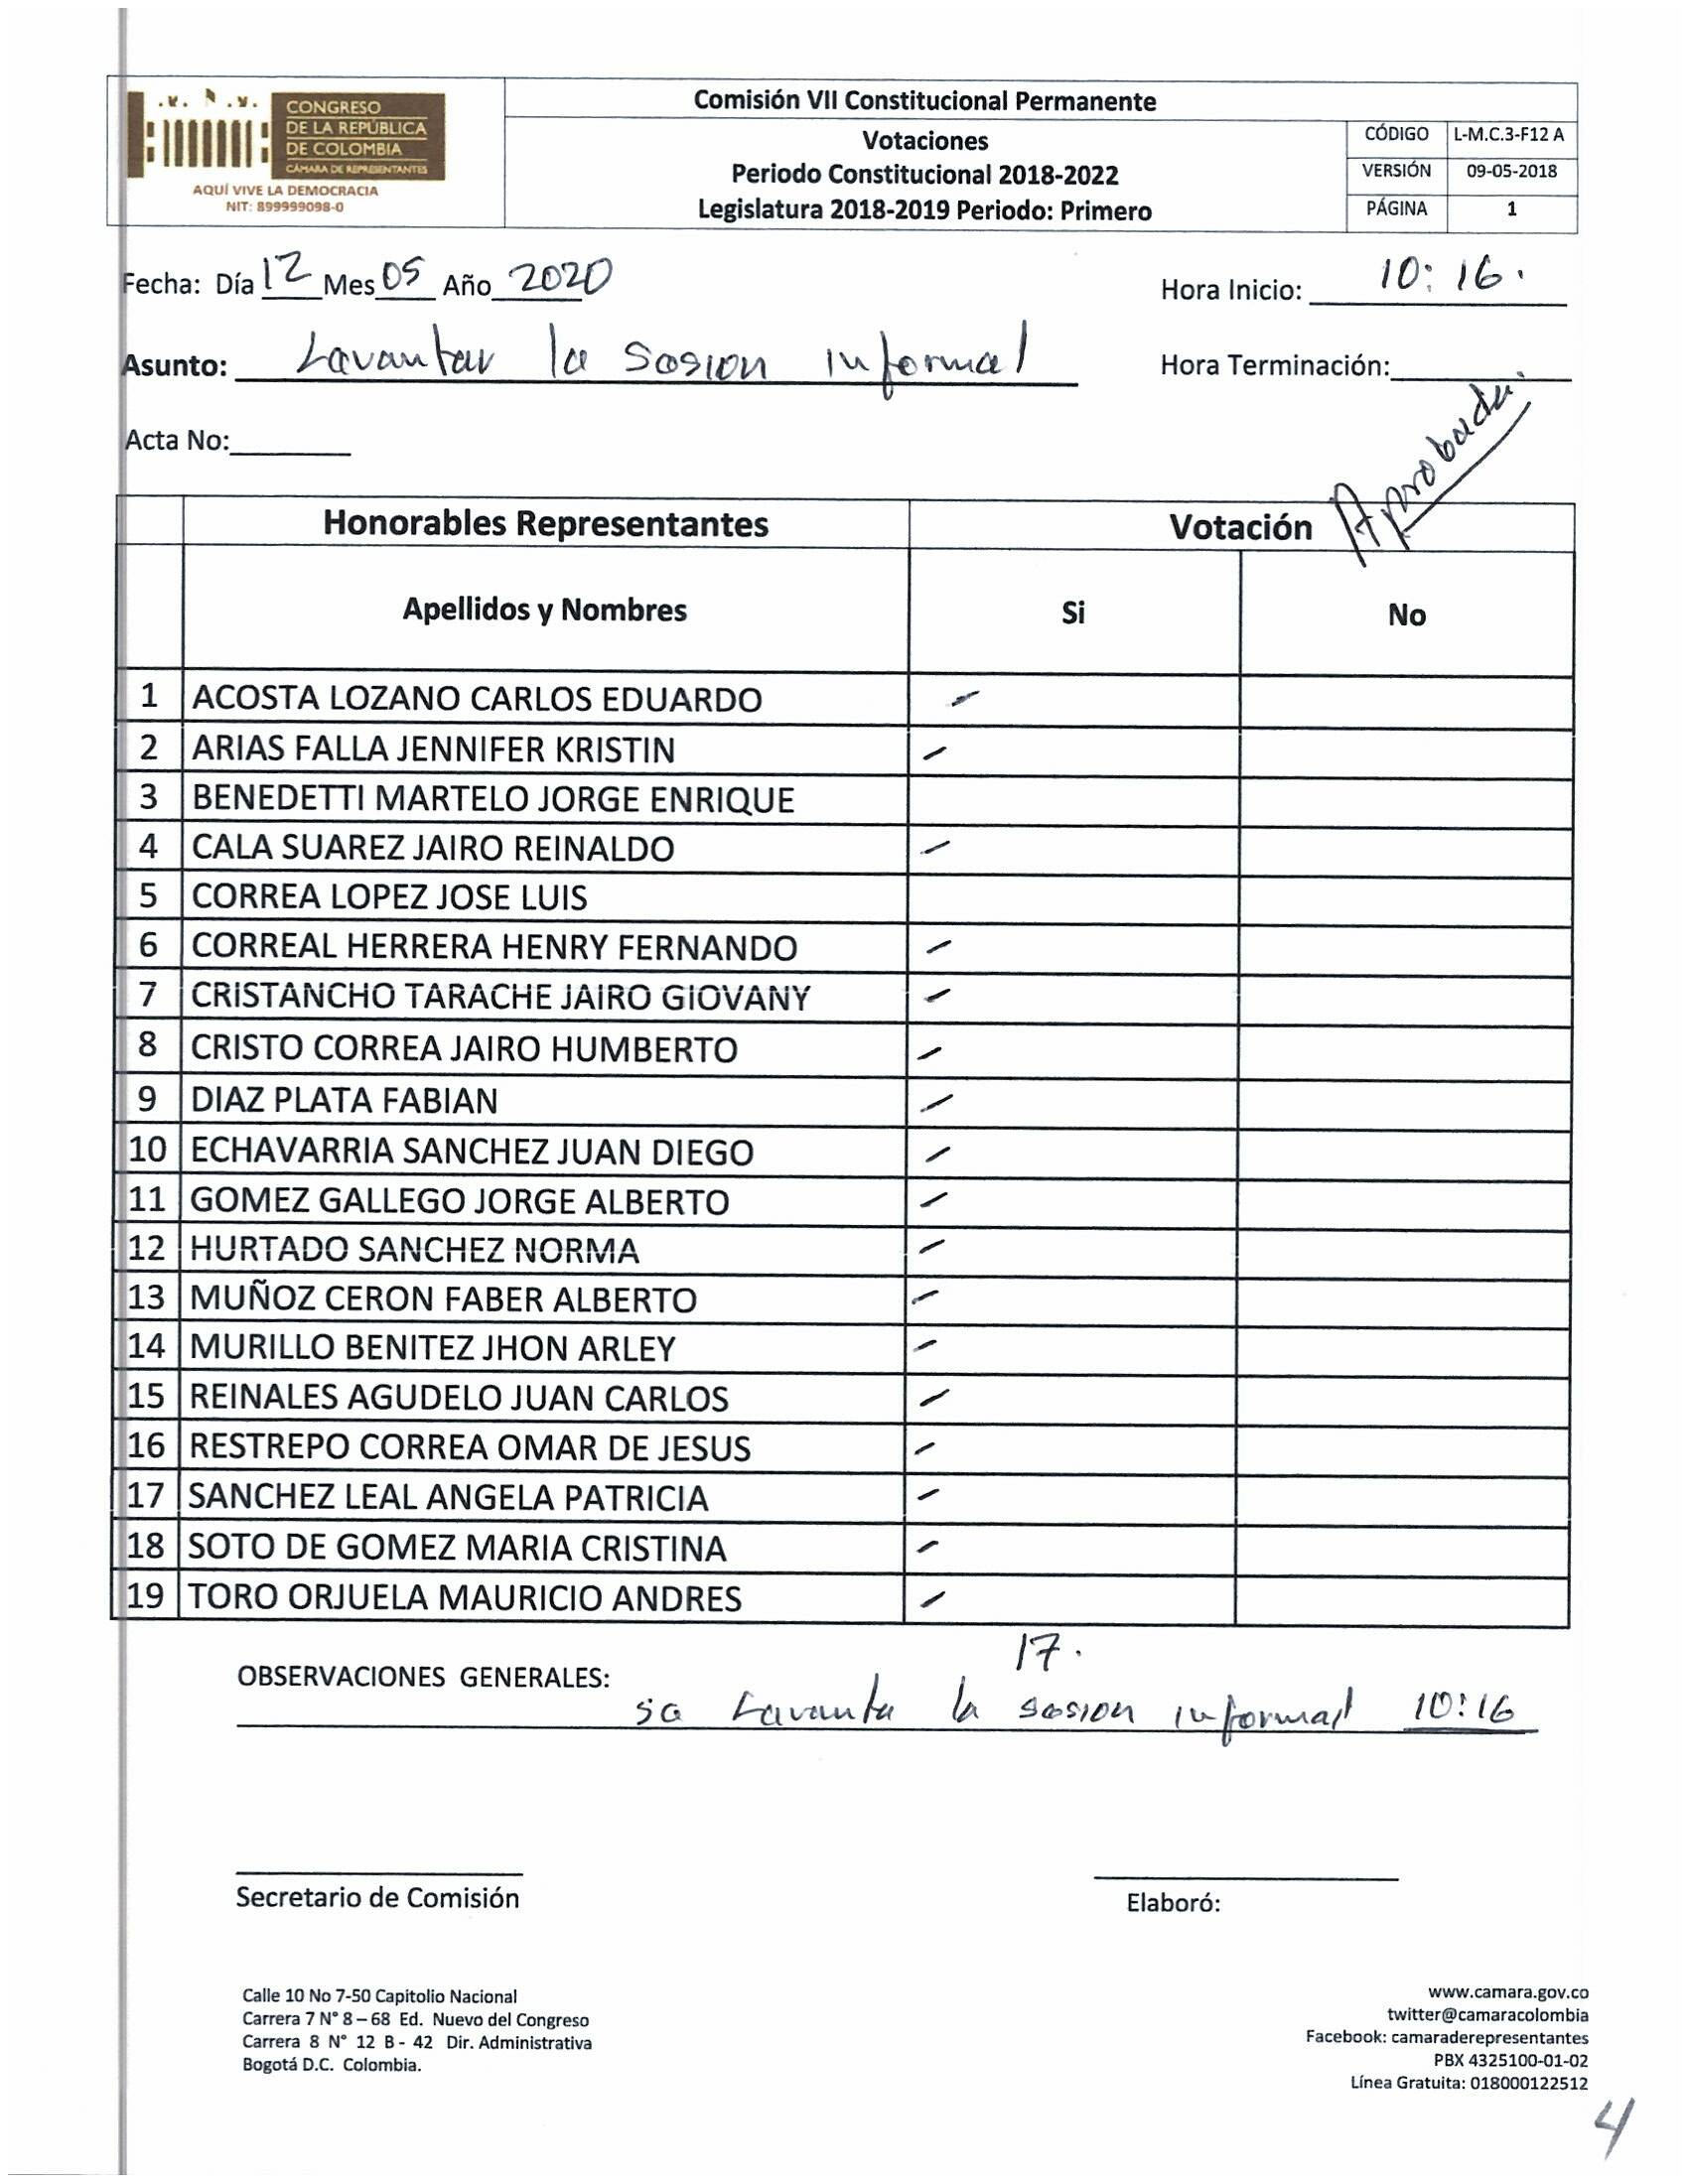 CONGRESO
DE LA REPÚBLICA
DE COLOMBIA
CÁMARA DE REPRESENTANTES
AQUÍ VIVE LA DEMOCRACIA
NIT: 899999098-0
Comisión VII Constitucional Permanente
Votaciones
Periodo Constitucional 2018-2022
Legislatura 2018-2019 Periodo: Primero
CÓDIGO L-M.C.3-F12 A
VERSIÓN 09-05-2018
PÁGINA 1
Fecha: Día 12 Mes 05 Año 2020 Hora Inicio: 10:16.
Asunto: Levantar la sesion informal Hora Terminación:
Acta No:
Aprobada.
Honorables Representantes Votación
Apellidos y Nombres Si No
1 ACOSTA LOZANO CARLOS EDUARDO
2 ARIAS FALLA JENNIFER KRISTIN
3 BENEDETTI MARTELO JORGE ENRIQUE
4 CALA SUAREZ JAIRO REINALDO
5 CORREA LOPEZ JOSE LUIS
6 CORREAL HERRERA HENRY FERNANDO
7 CRISTANCHO TARACHE JAIRO GIOVANY
8 CRISTO CORREA JAIRO HUMBERTO
9 DIAZ PLATA FABIAN
10 ECHAVARRIA SANCHEZ JUAN DIEGO
11 GOMEZ GALLEGO JORGE ALBERTO
12 HURTADO SANCHEZ NORMA
13 MUÑOZ CERON FABER ALBERTO
14 MURILLO BENITEZ JHON ARLEY
15 REINALES AGUDELO JUAN CARLOS
16 RESTREPO CORREA OMAR DE JESUS
17 SANCHEZ LEAL ANGELA PATRICIA
18 SOTO DE GOMEZ MARIA CRISTINA
19 TORO ORJUELA MAURICIO ANDRES
17.
OBSERVACIONES GENERALES:
se Levanta la sesion informal 10:16
Secretario de Comisión
Elaboró:
Calle 10 No 7-50 Capitolio Nacional
Carrera 7 N° 8 – 68 Ed. Nuevo del Congreso
Carrera 8 N° 12 B - 42 Dir. Administrativa
Bogotá D.C. Colombia.
www.camara.gov.co
twitter@camaracolombia
Facebook: camaraderepresentantes
PBX 4325100-01-02
Línea Gratuita: 018000122512
4